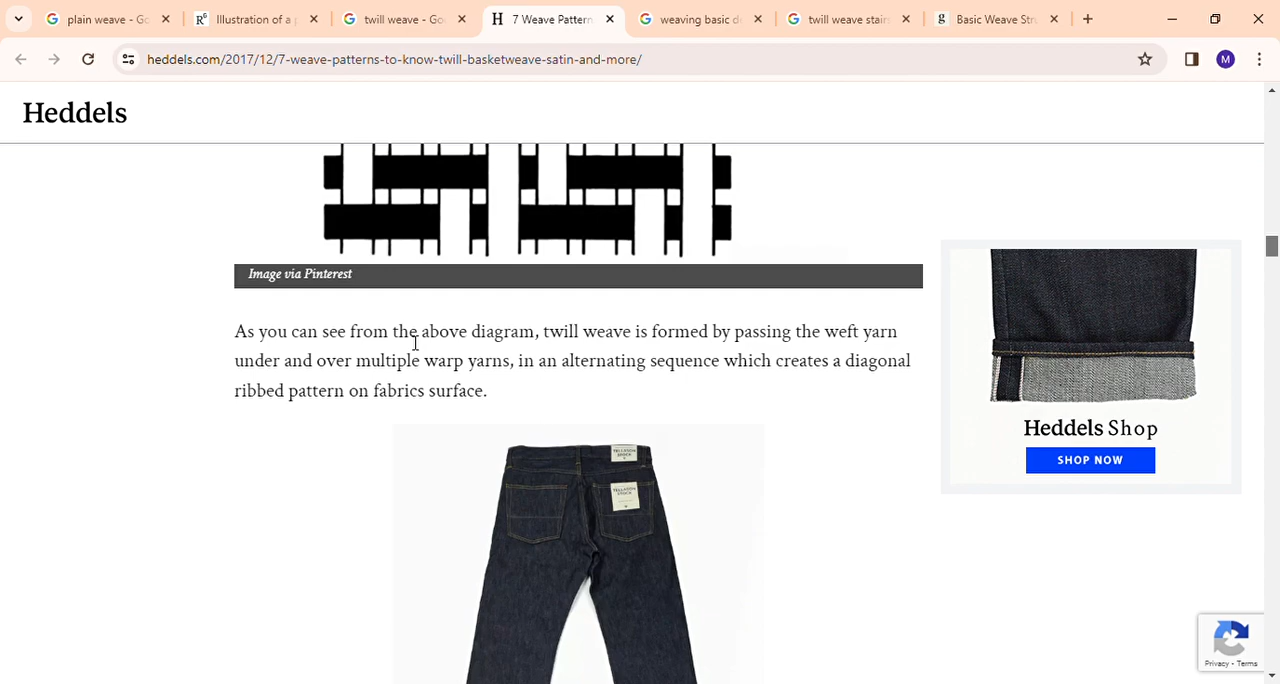 plain weave - Go
R⁶ Illustration of a p
twill weave - Goo
H 7 Weave Pattern
weaving basic d
twill weave stair
g Basic Weave Str
heddels.com/2017/12/7-weave-patterns-to-know-twill-basketweave-satin-and-more/
M
Heddels
Image via Pinterest
As you can see from the above diagram, twill weave is formed by passing the weft yarn
under and over multiple warp yarns, in an alternating sequence which creates a diagonal
ribbed pattern on fabrics surface.
Heddels Shop
SHOP NOW
Privacy - Terms